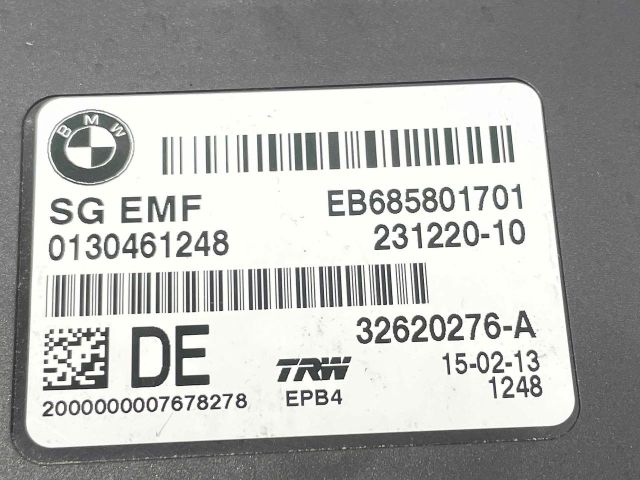 BMW
SG EMF EB685801701
0130461248 231220-10
32620276-A
DE TRW 15-02-13
EPB4 1248
2000000007678278